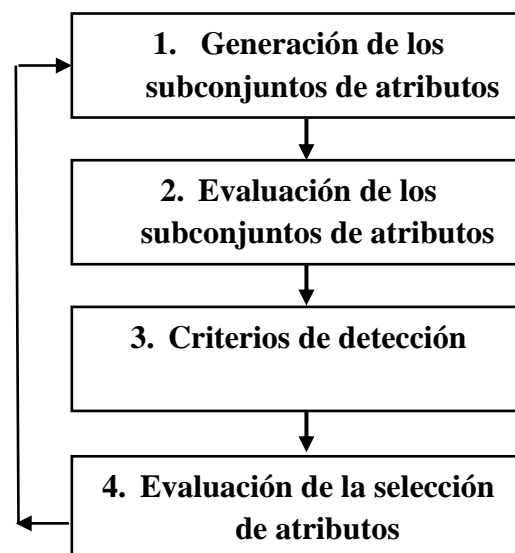 1. Generación de los
subconjuntos de atributos
2. Evaluación de los
subconjuntos de atributos
3. Criterios de detección
4. Evaluación de la selección
de atributos